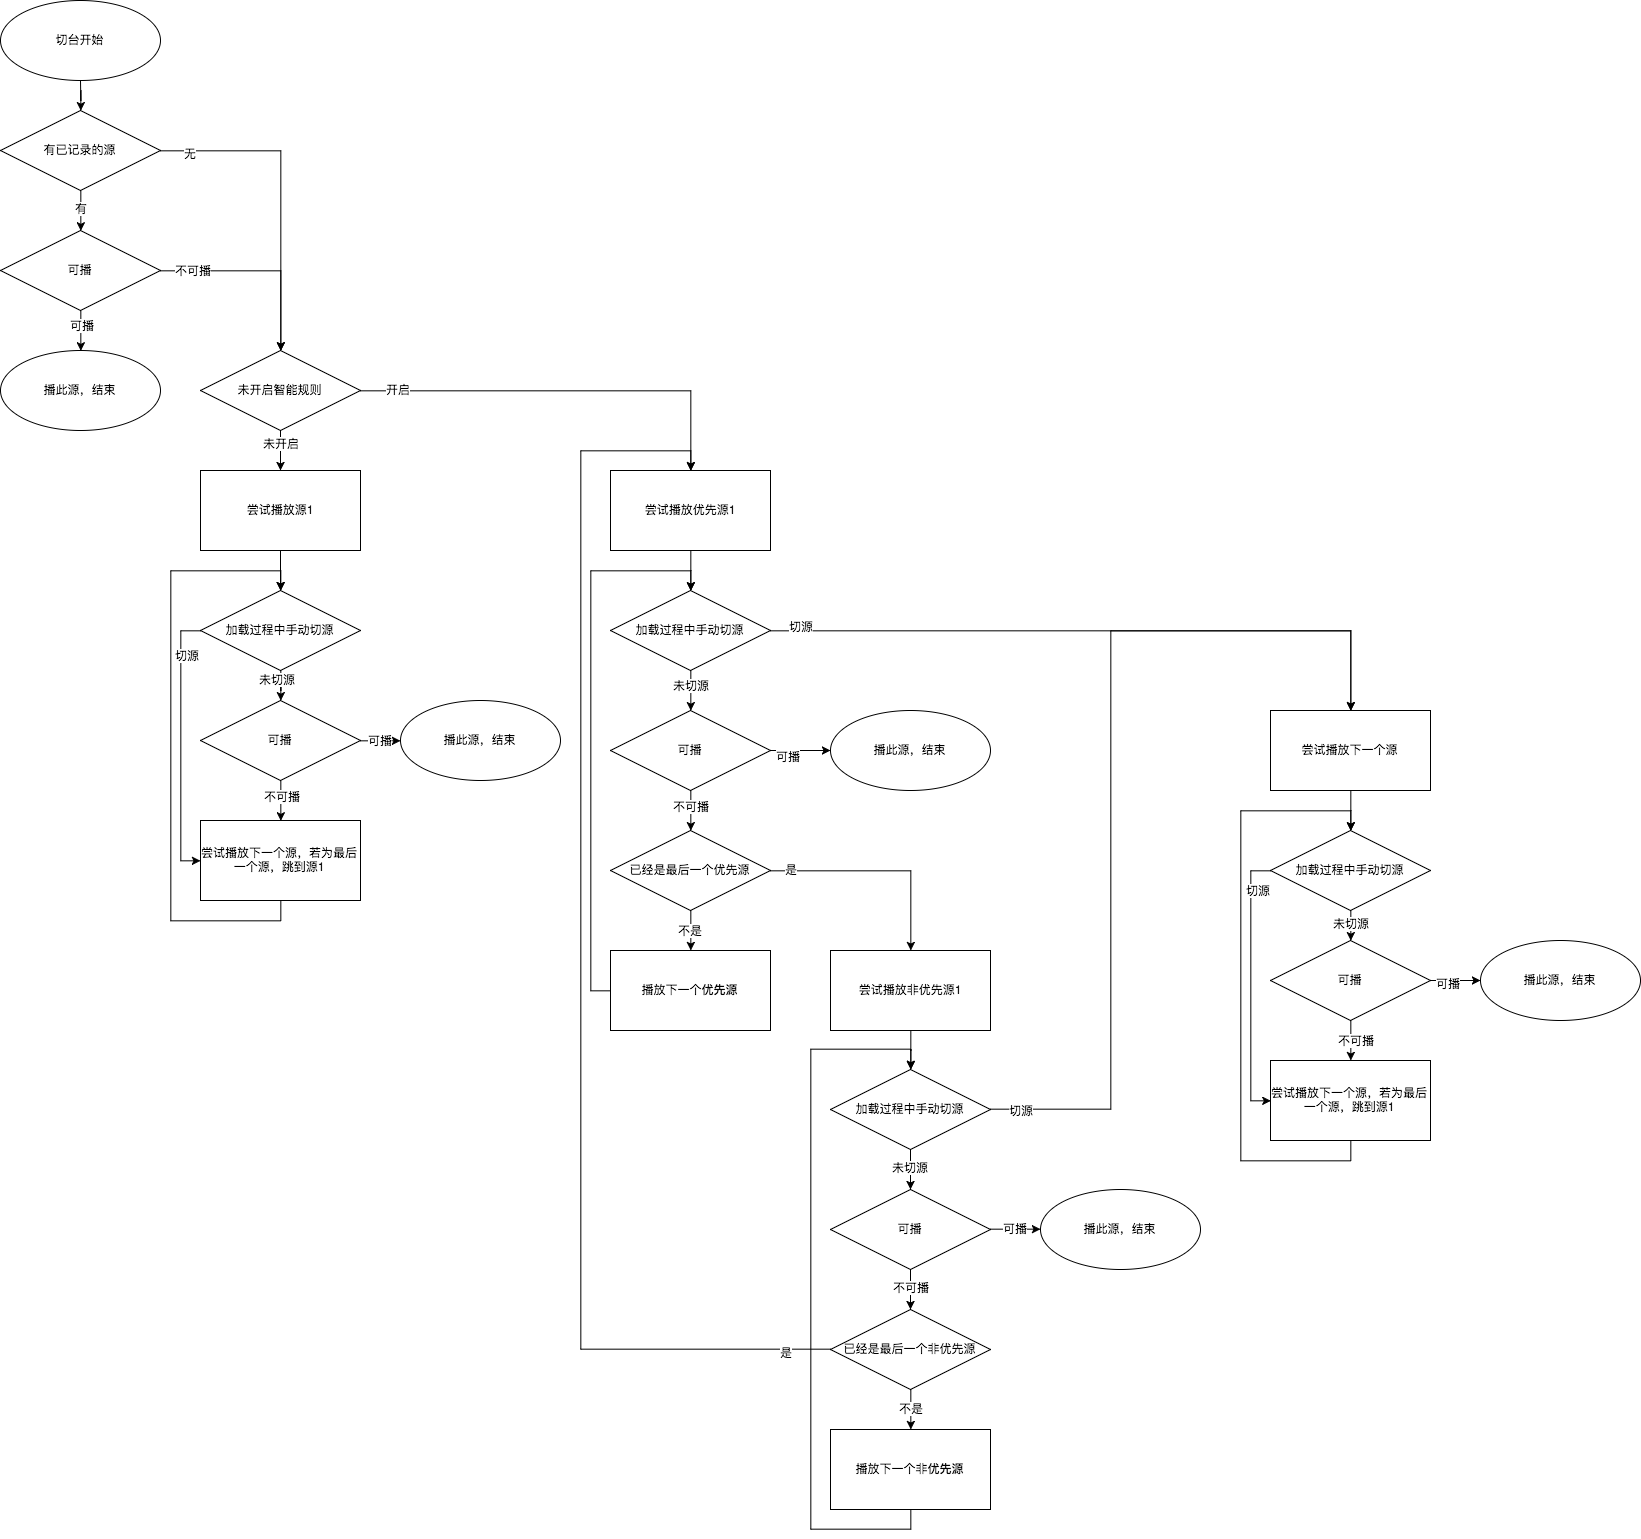 切台开始
有已记录的源
无
有
可播
不可播
可播
播此源，结束
未开启智能规则
开启
未开启
尝试播放源1
加载过程中手动切源
切源
未切源
可播
可播
播此源，结束
不可播
尝试播放下一个源，若为最后
一个源，跳到源1
尝试播放优先源1
加载过程中手动切源
切源
未切源
可播
可播
播此源，结束
不可播
已经是最后一个优先源
是
不是
播放下一个优先源
尝试播放非优先源1
加载过程中手动切源
切源
未切源
可播
可播
播此源，结束
不可播
已经是最后一个非优先源
是
不是
播放下一个非优先源
尝试播放下一个源
加载过程中手动切源
切源
未切源
可播
可播
播此源，结束
不可播
尝试播放下一个源，若为最后
一个源，跳到源1